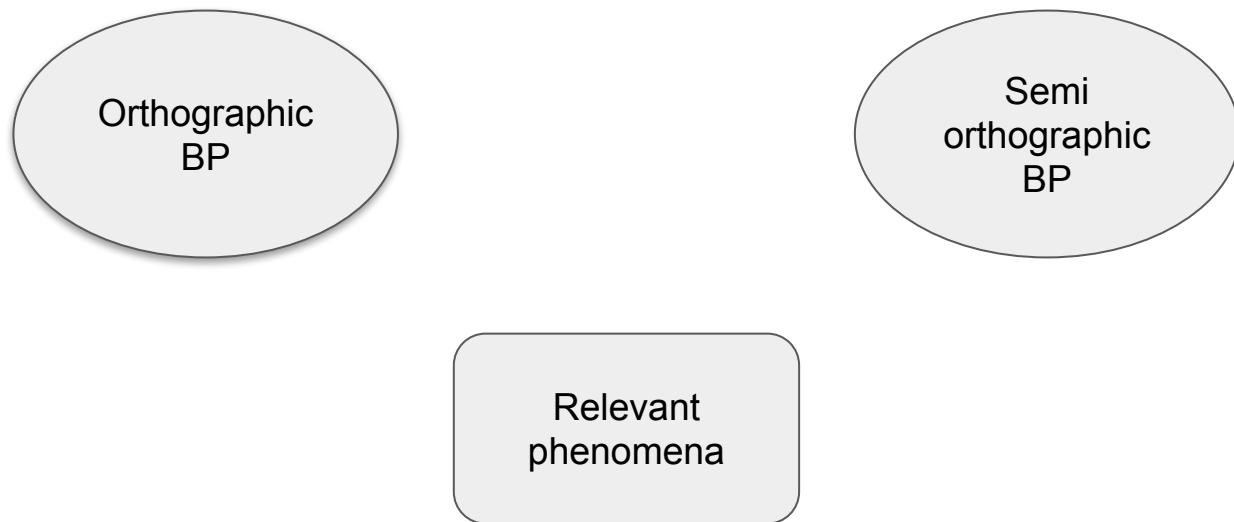 Orthographic
BP
Semi
orthographic
BP
Relevant
phenomena